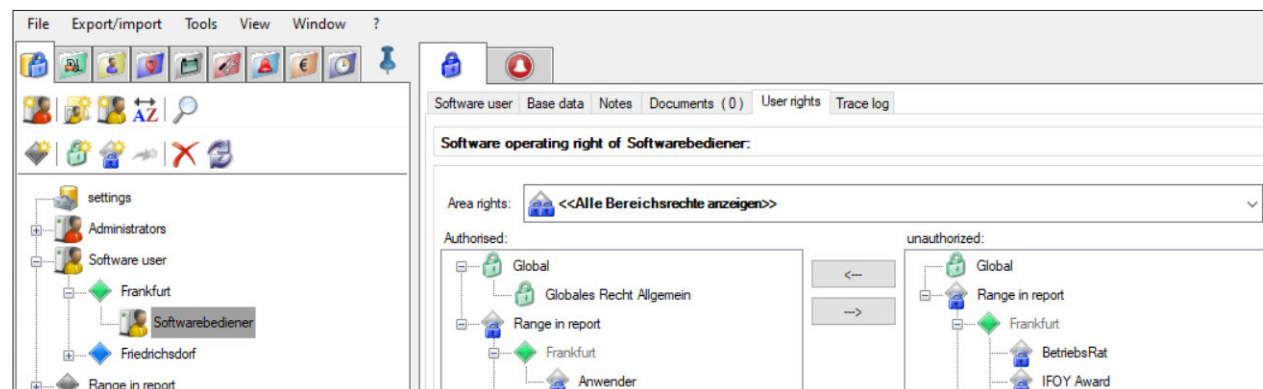 File Export/import Tools View Window ?
Software user Base data Notes Documents (0) User rights Trace log
Software operating right of Softwarebediener:
Area rights: <<Alle Bereichsrechte anzeigen>>
settings
Administrators
Software user
Frankfurt
Softwarebediener
Friedrichsdorf
Range in report
Authorised:
Global
Globales Recht Allgemein
Range in report
Frankfurt
Anwender
<---
--->
unauthorized:
Global
Range in report
Frankfurt
BetriebsRat
IFOY Award